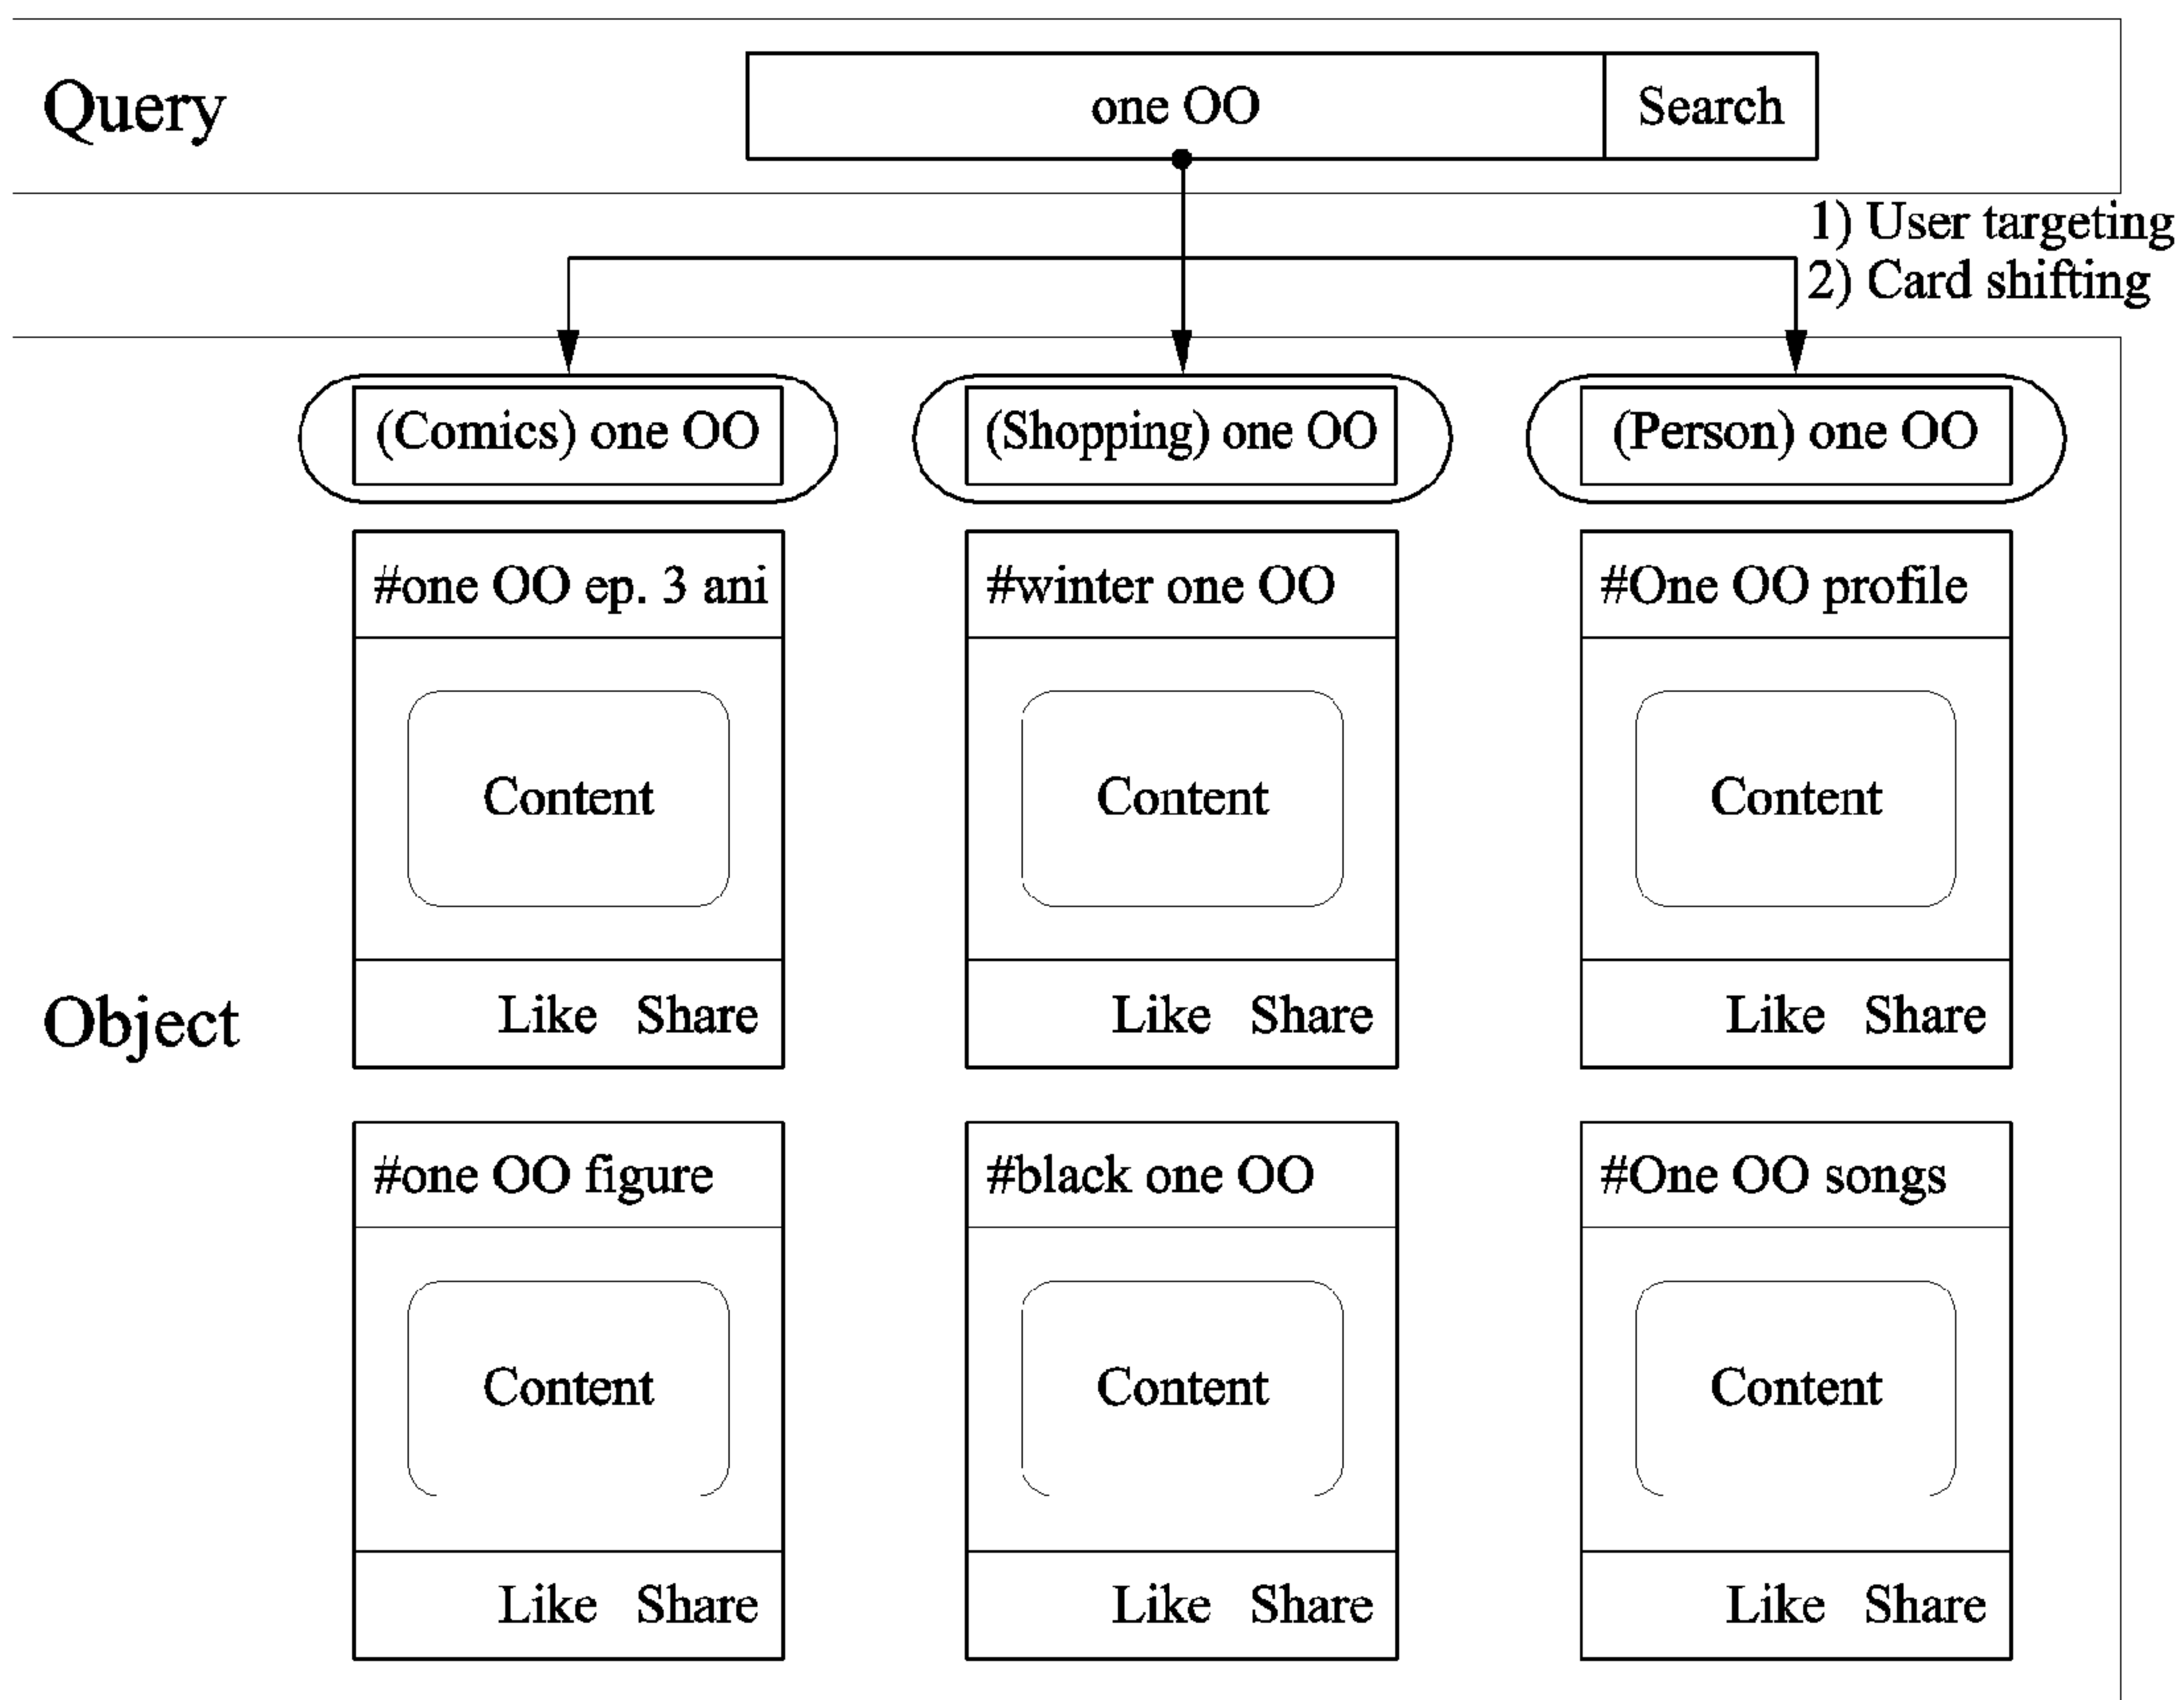 Query
one OO
Search
1) User targeting
2) Card shifting
(Comics) one OO
(Shopping) one OO
(Person) one OO
Object
#one OO ep. 3 ani
Content
Like Share
#winter one OO
Content
Like Share
#One OO profile
Content
Like Share
#one OO figure
Content
Like Share
#black one OO
Content
Like Share
#One OO songs
Content
Like Share